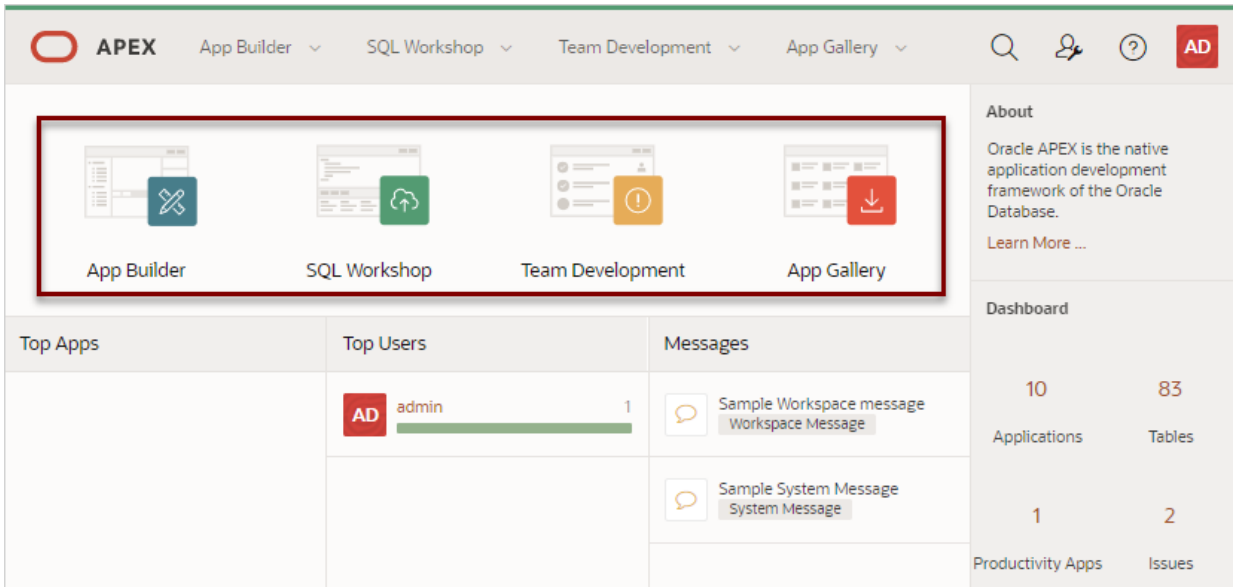 APEX App Builder SQL Workshop Team Development App Gallery AD
App Builder SQL Workshop Team Development App Gallery
About
Oracle APEX is the native
application development
framework of the Oracle
Database.
Learn More ...
Top Apps Top Users Messages
AD admin 1
Sample Workspace message
Workspace Message
Sample System Message
System Message
Dashboard
10 83
Applications Tables
1 2
Productivity Apps Issues